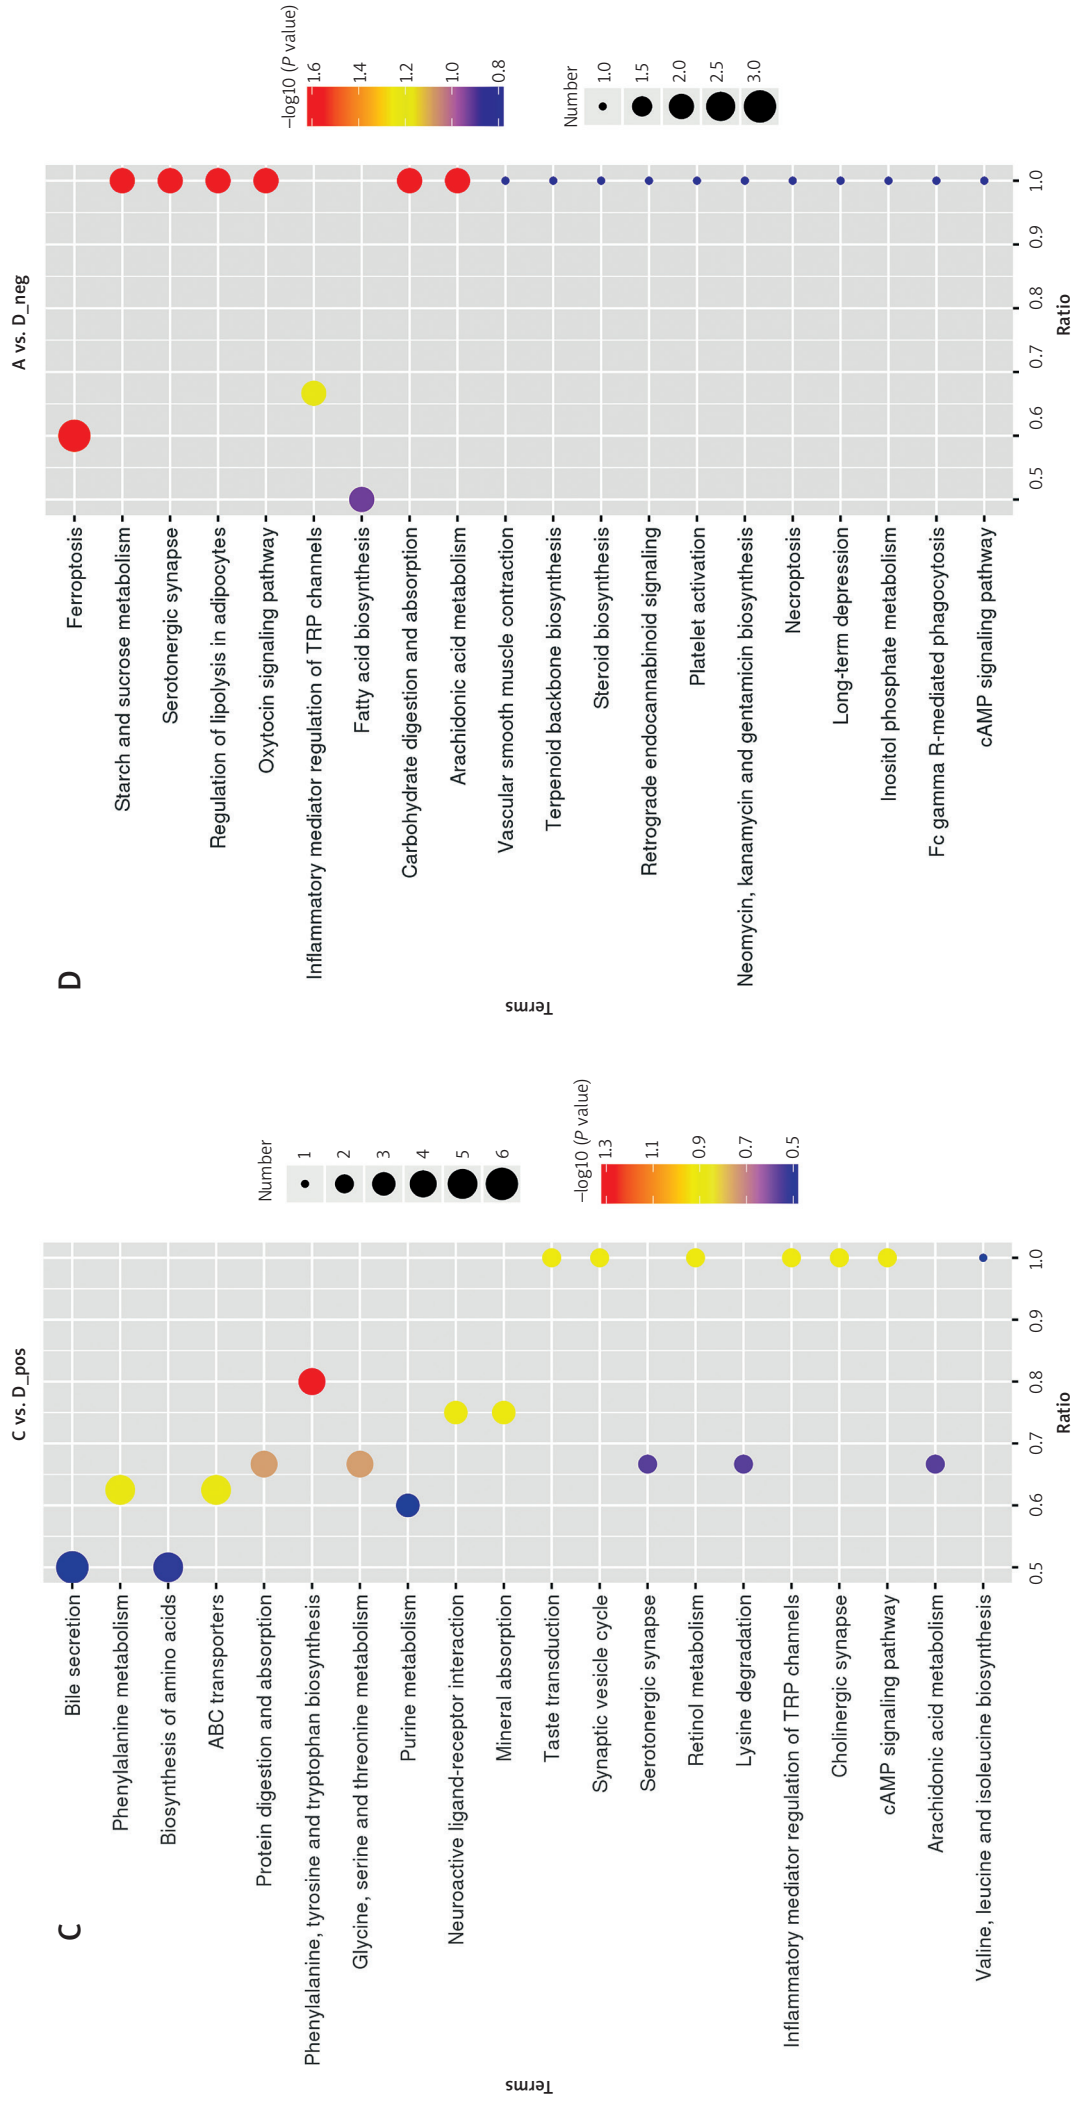 C
C vs. D_pos
Terms
Bile secretion
Phenylalanine metabolism
Biosynthesis of amino acids
ABC transporters
Protein digestion and absorption
Phenylalanine, tyrosine and tryptophan biosynthesis
Glycine, serine and threonine metabolism
Purine metabolism
Neuroactive ligand-receptor interaction
Mineral absorption
Taste transduction
Synaptic vesicle cycle
Serotonergic synapse
Retinol metabolism
Lysine degradation
Inflammatory mediator regulation of TRP channels
Cholinergic synapse
cAMP signaling pathway
Arachidonic acid metabolism
Valine, leucine and isoleucine biosynthesis
0.5 0.6 0.7 0.8 0.9 1.0
Ratio
Number
1
2
3
4
5
6
−log10 (P value)
1.3
1.1
0.9
0.7
0.5
D
A vs. D_neg
Terms
Ferroptosis
Starch and sucrose metabolism
Serotonergic synapse
Regulation of lipolysis in adipocytes
Oxytocin signaling pathway
Inflammatory mediator regulation of TRP channels
Fatty acid biosynthesis
Carbohydrate digestion and absorption
Arachidonic acid metabolism
Vascular smooth muscle contraction
Terpenoid backbone biosynthesis
Steroid biosynthesis
Retrograde endocannabinoid signaling
Platelet activation
Neomycin, kanamycin and gentamicin biosynthesis
Necroptosis
Long-term depression
Inositol phosphate metabolism
Fc gamma R-mediated phagocytosis
cAMP signaling pathway
0.5 0.6 0.7 0.8 0.9 1.0
Ratio
−log10 (P value)
1.6
1.4
1.2
1.0
0.8
Number
1.0
1.5
2.0
2.5
3.0